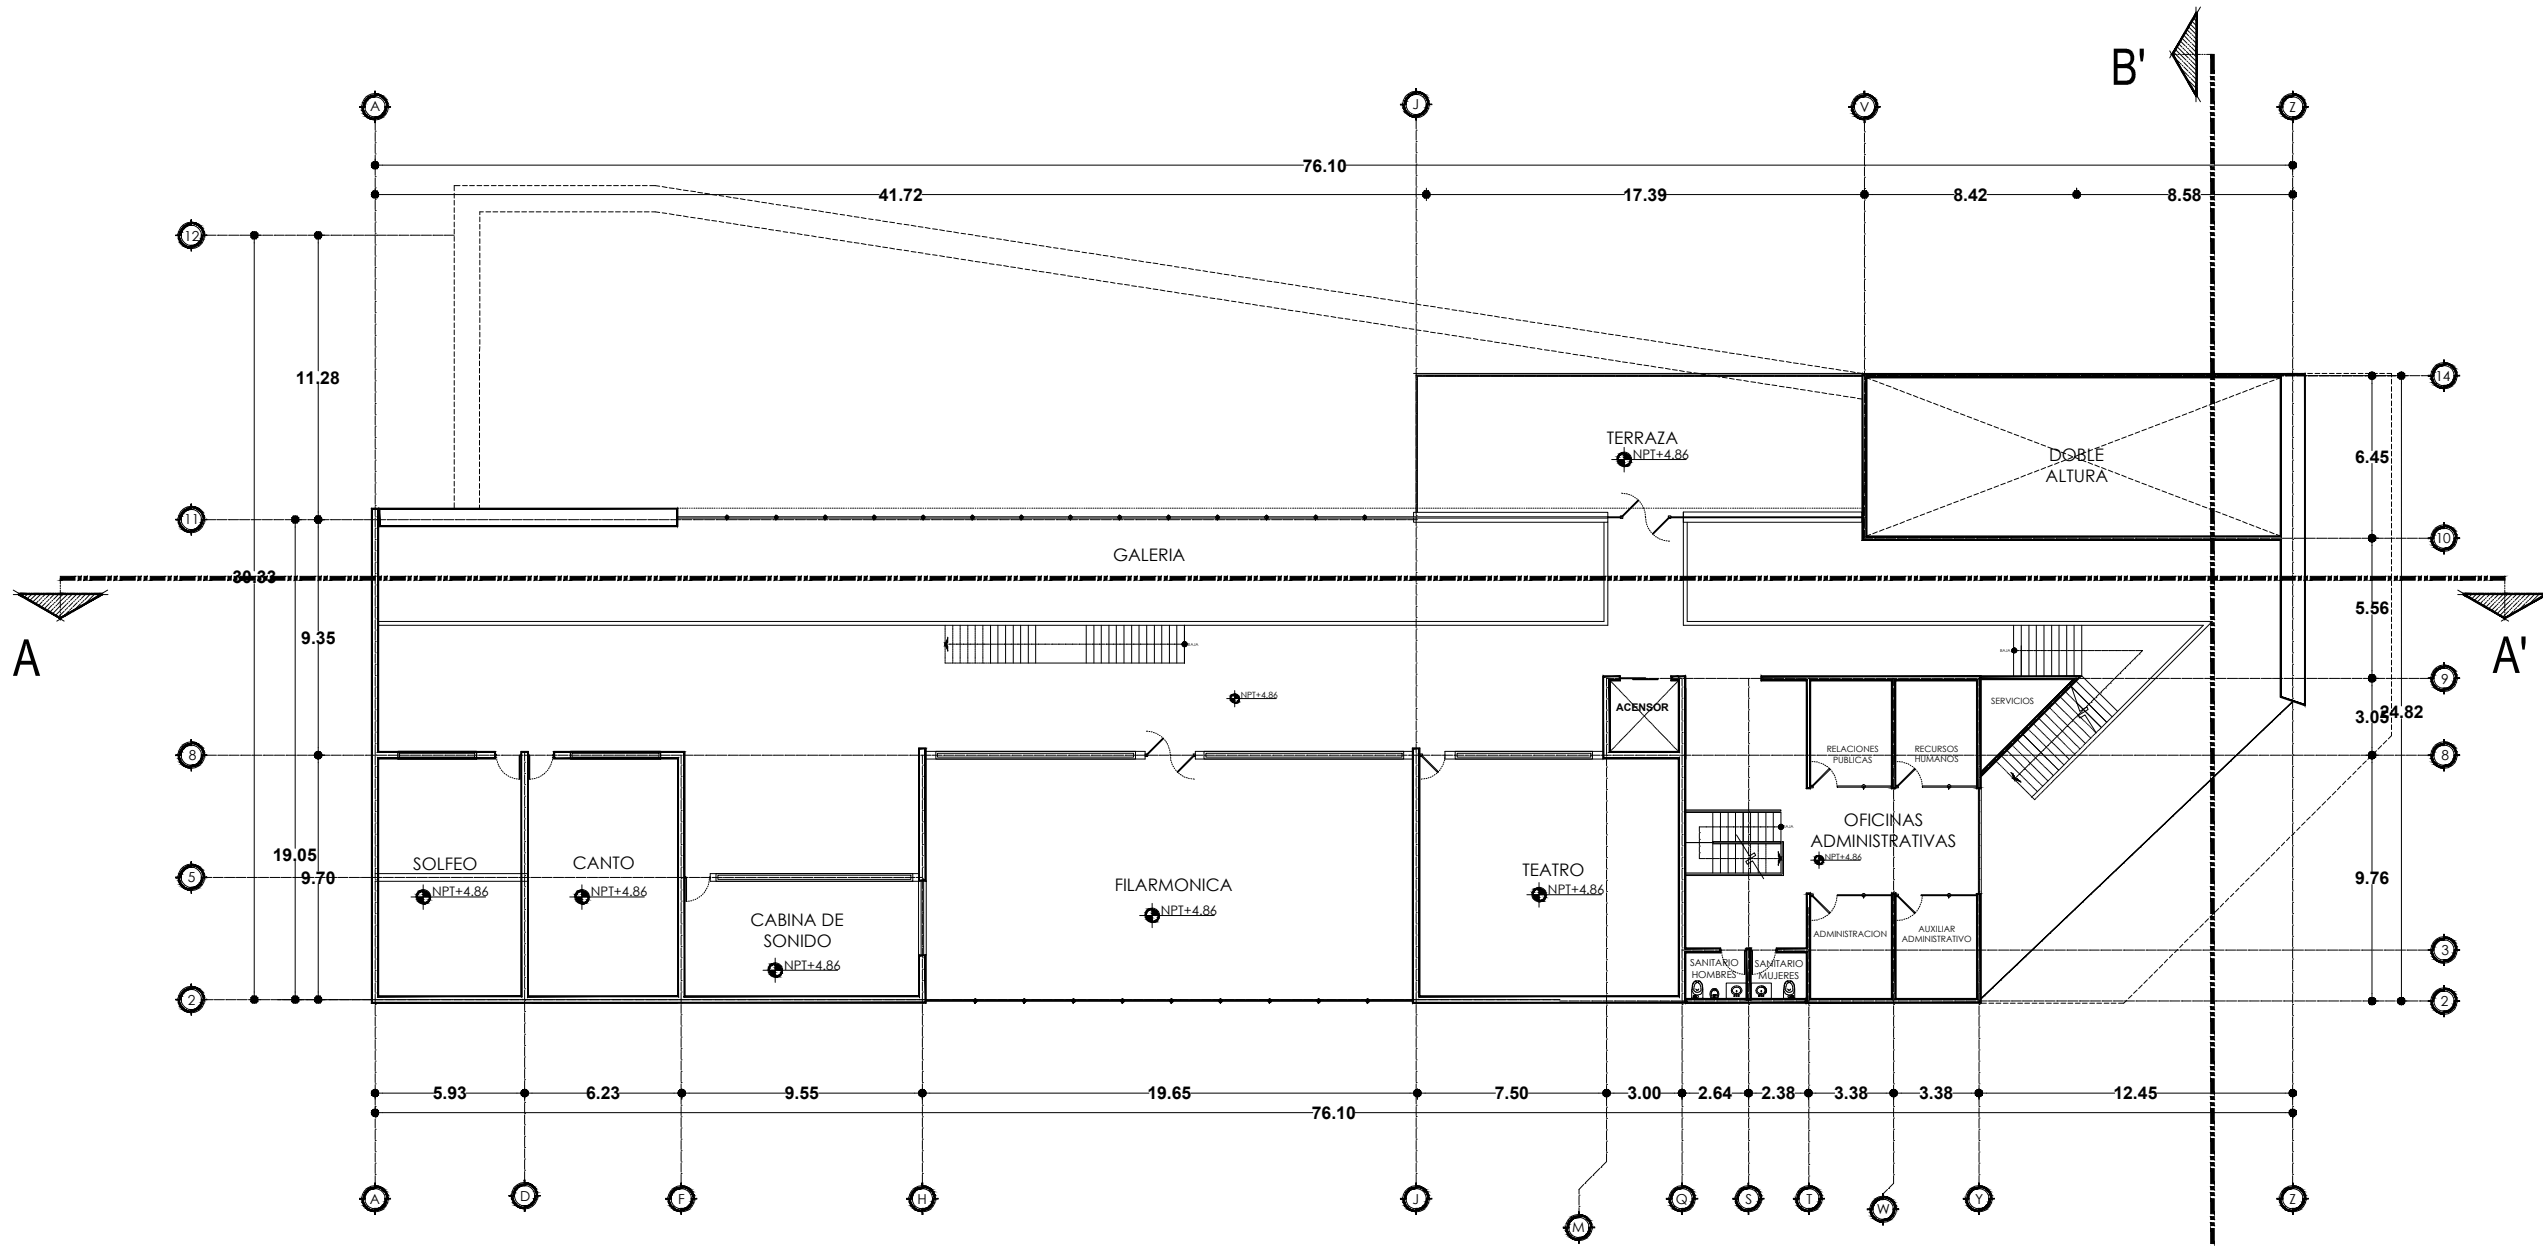 B'
A
J
V
Z
76.10
41.72
17.39
8.42
8.58
12
11.28
14
TERRAZA
NPT+4.86
DOBLE
ALTURA
6.45
11
10
GALERIA
30.33
5.56
A
9.35
A'
9
NPT+4.86
ACENSOR
SERVICIOS
BAJA
3.05
24.82
8
RELACIONES
PUBLICAS
RECURSOS
HUMANOS
8
OFICINAS
ADMINISTRATIVAS
NPT+4.86
19.05
9.70
5
SOLFEO
NPT+4.86
CANTO
NPT+4.86
CABINA DE
SONIDO
NPT+4.86
FILARMONICA
NPT+4.86
TEATRO
NPT+4.86
9.76
ADMINISTRACION
AUXILIAR
ADMINISTRATIVO
3
SANITARIO
HOMBRES
SANITARIO
MUJERES
2
2
5.93
6.23
9.55
19.65
7.50
3.00
2.64
2.38
3.38
3.38
12.45
76.10
A
D
F
H
J
M
Q
S
T
W
Y
Z